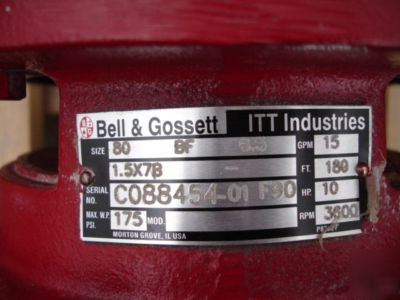 Bell & Gossett ITT Industries
SIZE 80 BF GPM 15
1.5X7B - FT. 180
SERIAL NO. C088454-01 F90 HP. 10
MAX. W.P. PSI. 175 MOD. RPM 3600
MORTON GROVE, IL USA